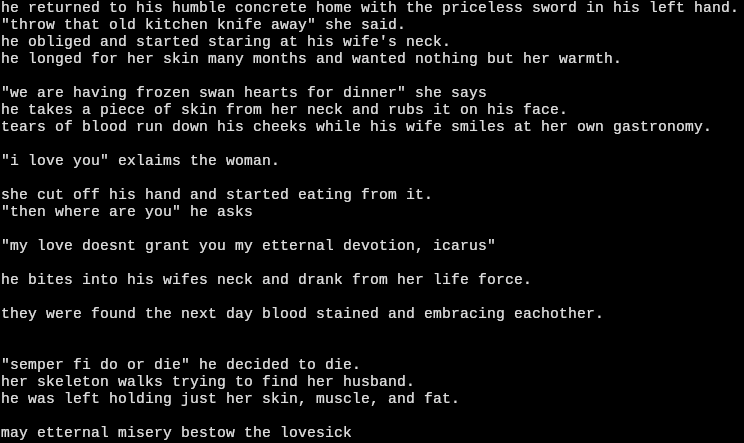 he returned to his humble concrete home with the priceless sword in his left hand.
"throw that old kitchen knife away" she said.
he obliged and started staring at his wife's neck.
he longed for her skin many months and wanted nothing but her warmth.
"we are having frozen swan hearts for dinner" she says
he takes a piece of skin from her neck and rubs it on his face.
tears of blood run down his cheeks while his wife smiles at her own gastronomy.
"i love you" exlaims the woman.
she cut off his hand and started eating from it.
"then where are you" he asks
"my love doesnt grant you my etternal devotion, icarus"
he bites into his wifes neck and drank from her life force.
they were found the next day blood stained and embracing eachother.
"semper fi do or die" he decided to die.
her skeleton walks trying to find her husband.
he was left holding just her skin, muscle, and fat.
may etternal misery bestow the lovesick